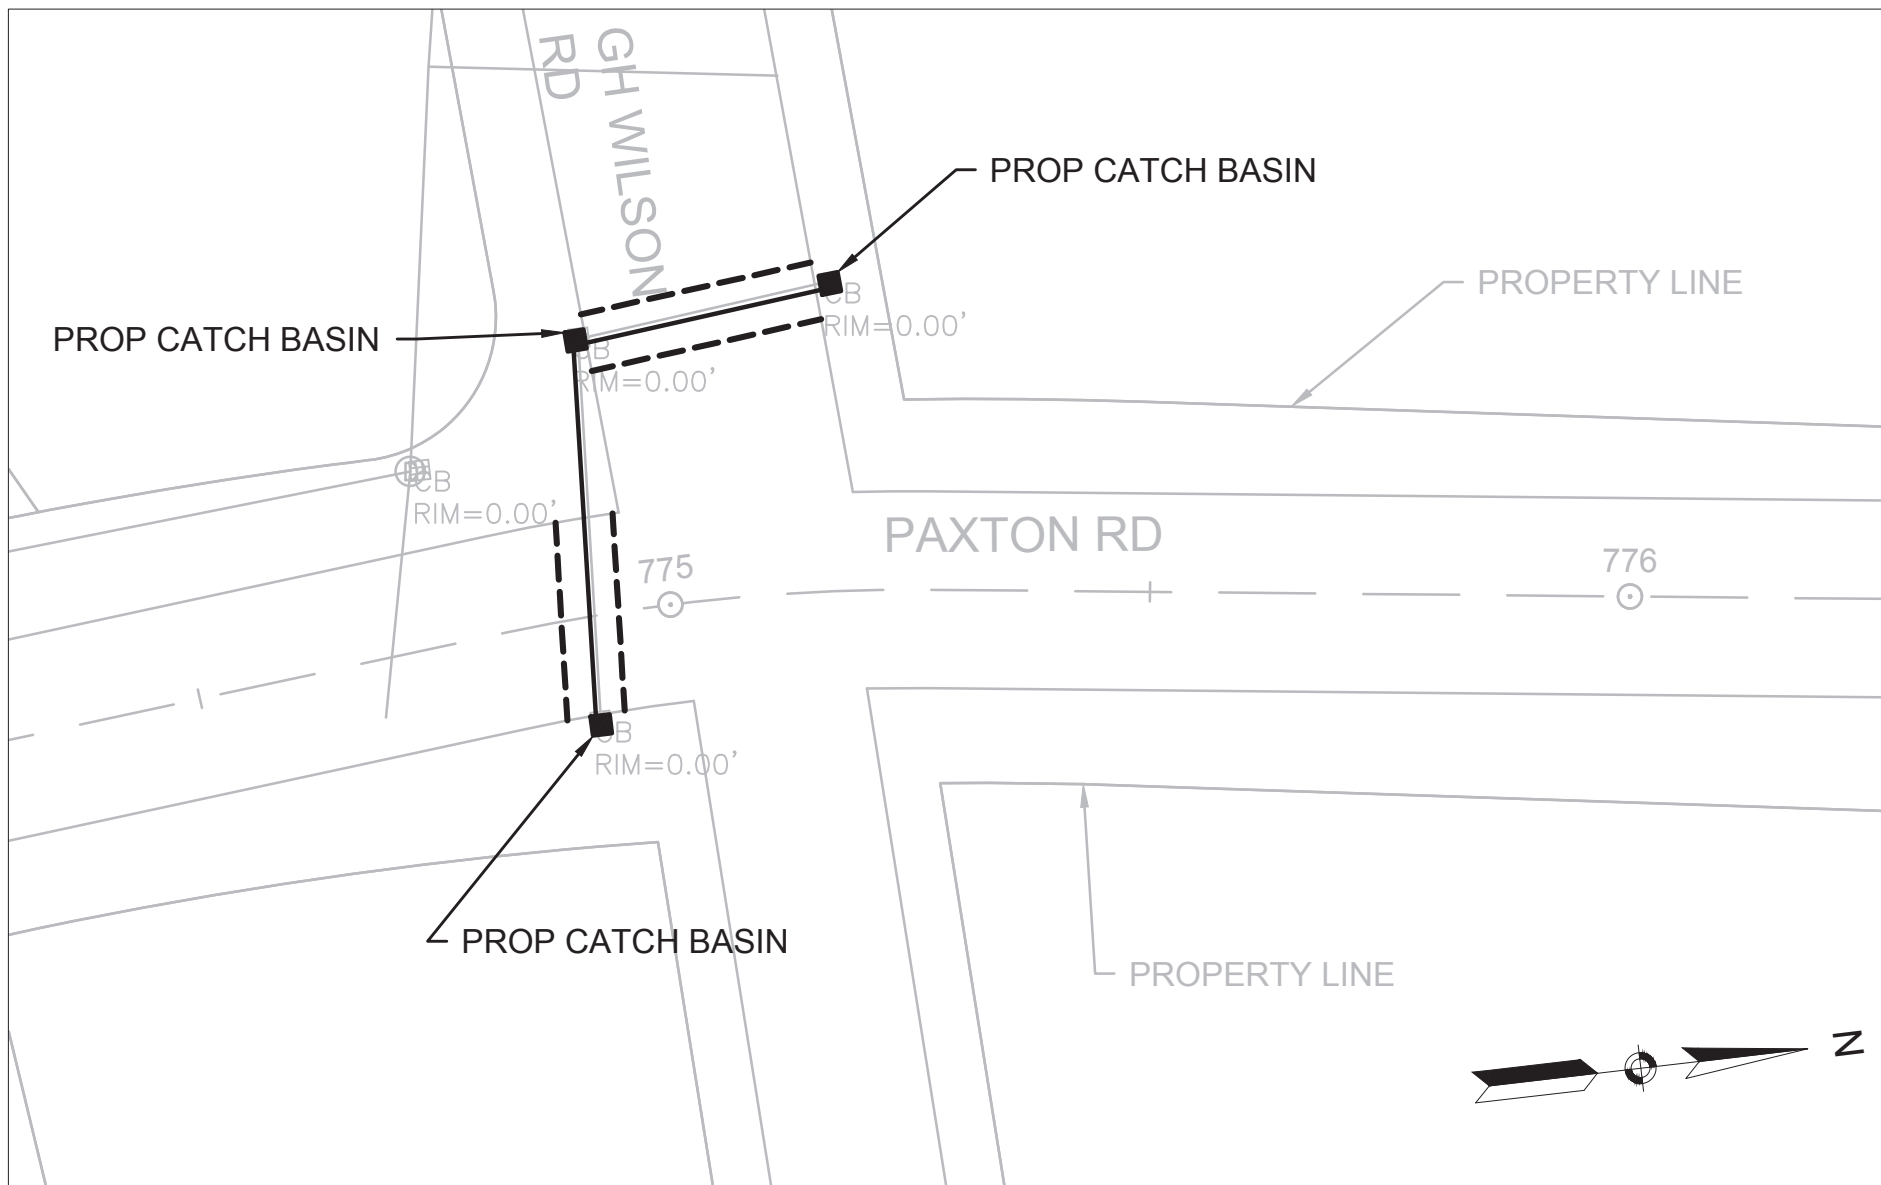 GH WILSON
RD
PROP CATCH BASIN
PROPERTY LINE
CB
RIM=0.00'
PROP CATCH BASIN
CB
RIM=0.00'
CB
RIM=0.00'
PAXTON RD
775
776
CB
RIM=0.00'
PROP CATCH BASIN
PROPERTY LINE
N